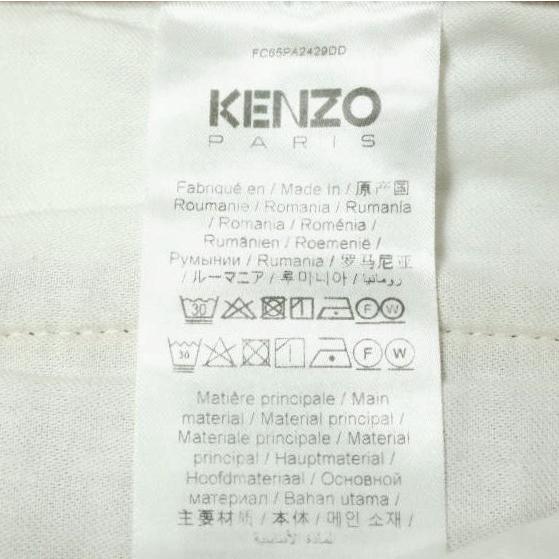 FC65PA2429DD
KENZO
PARIS
Fabriqué en / Made in / 原产国
Roumanie / Romania / Rumanía
/ Romania / Roménia /
Rumänien / Roemenië /
Румынии / Rumania / 罗马尼亚
/ ルーマニア / 루마니아 / رومانيا
30 F W
30 F W
Matière principale / Main
material / Material principal /
Materiale principale / Material
principal / Hauptmaterial /
Hoofdmateriaal / Основной
материал / Bahan utama /
主要材质 / 本体 / 메인 소재 /